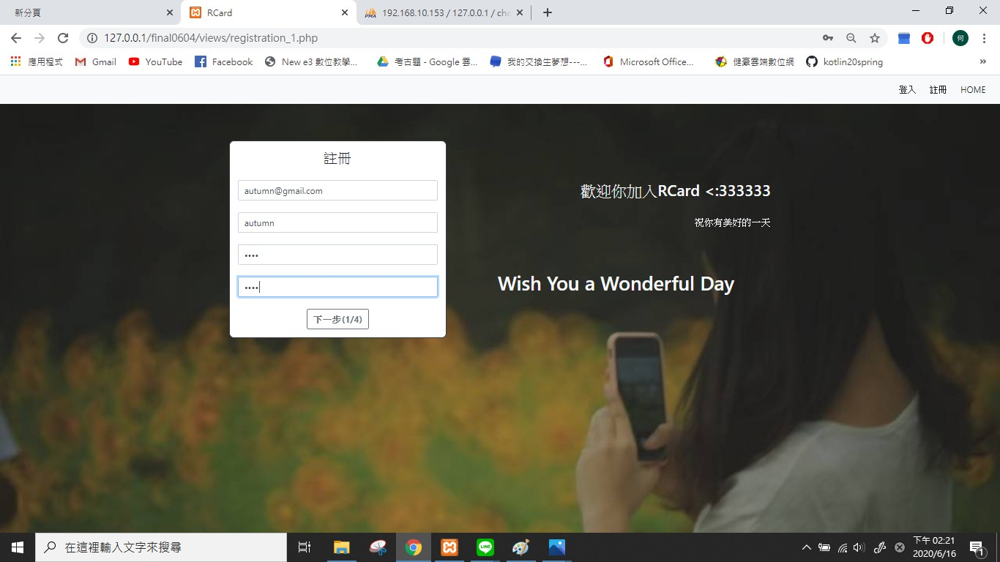 新分頁
RCard
192.168.10.153 / 127.0.0.1 / cha
127.0.0.1/final0604/views/registration_1.php
何
應用程式
Gmail
YouTube
Facebook
New e3 數位教學...
考古題 - Google 雲...
我的交換生夢想---...
Microsoft Office...
健豪雲端數位網
kotlin20spring
»
登入
註冊
HOME
註冊
autumn@gmail.com
autumn
••••
••••
下一步(1/4)
歡迎你加入RCard <:333333
祝你有美好的一天
Wish You a Wonderful Day
在這裡輸入文字來搜尋
LINE
下午 02:21
2020/6/16
1